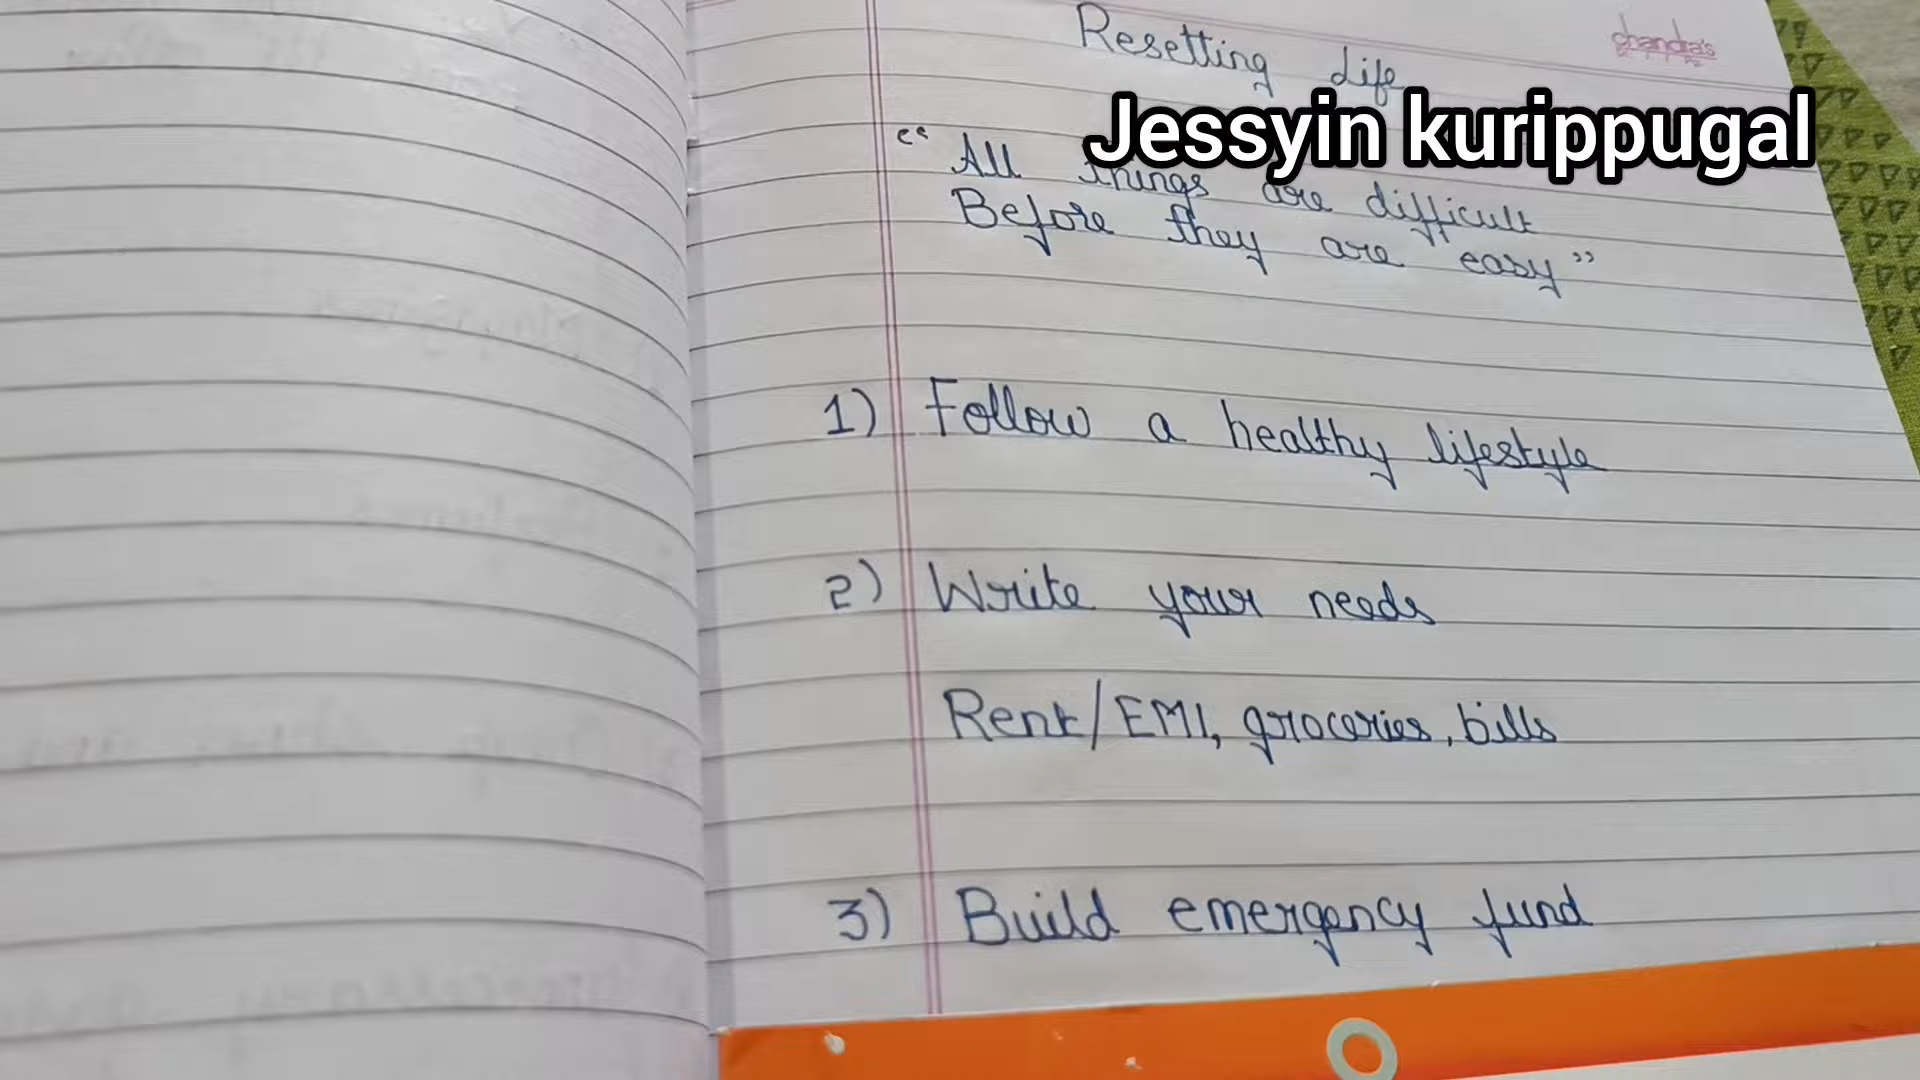 Resetting Life
chandra's
Jessyin kurippugal
"All things are difficult
Before they are easy"
1) Follow a healthy lifestyle
2) Write your needs
Rent/EMI, groceries, bills
3) Build emergency fund